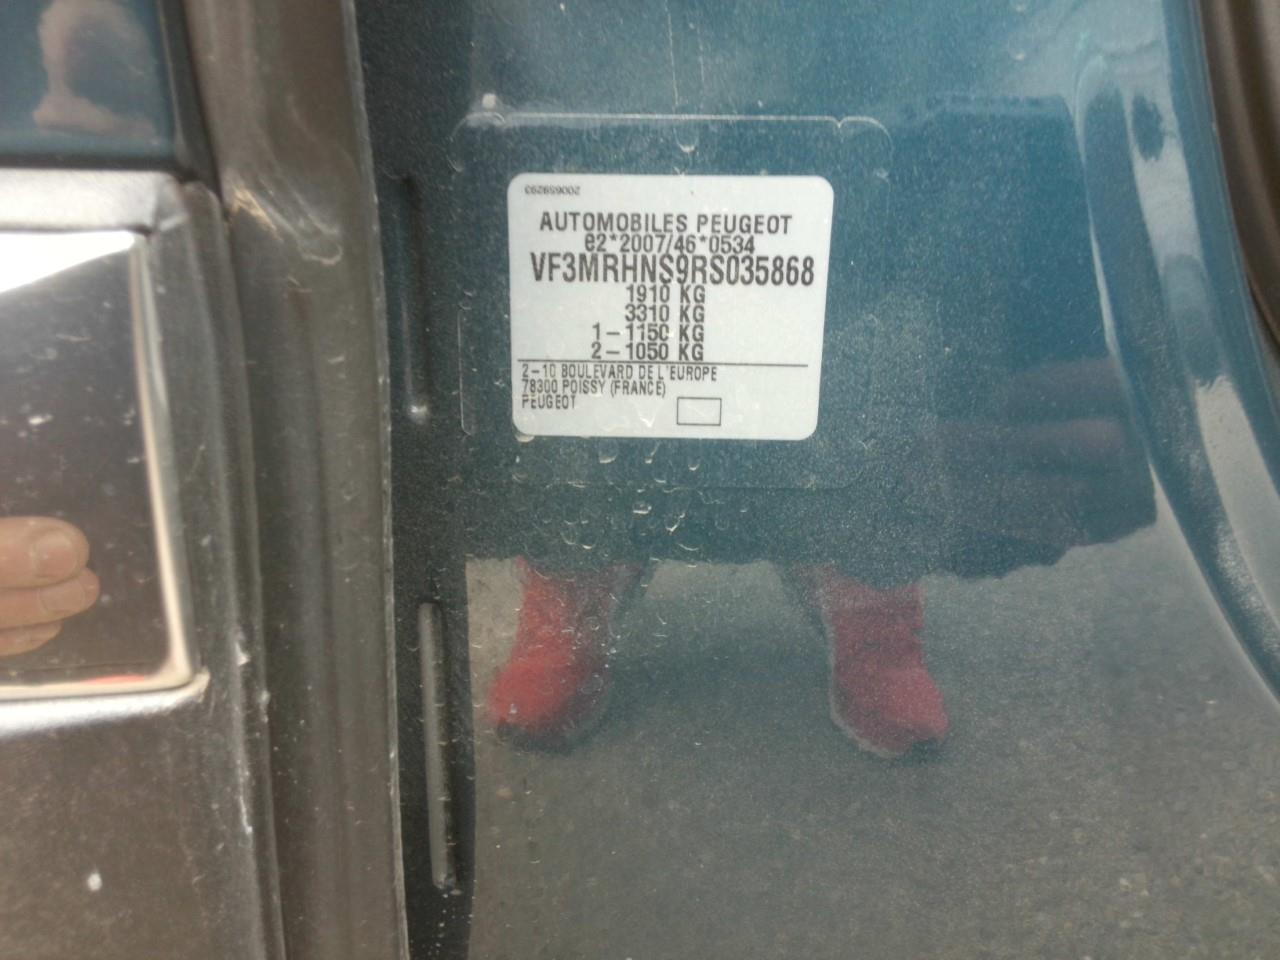 200659293
AUTOMOBILES PEUGEOT
e2*2007/46*0534
VF3MRHNS9RS035868
1910 KG
3310 KG
1-1150 KG
2-1050 KG
2-10 BOULEVARD DE L'EUROPE
78300 POISSY (FRANCE)
PEUGEOT